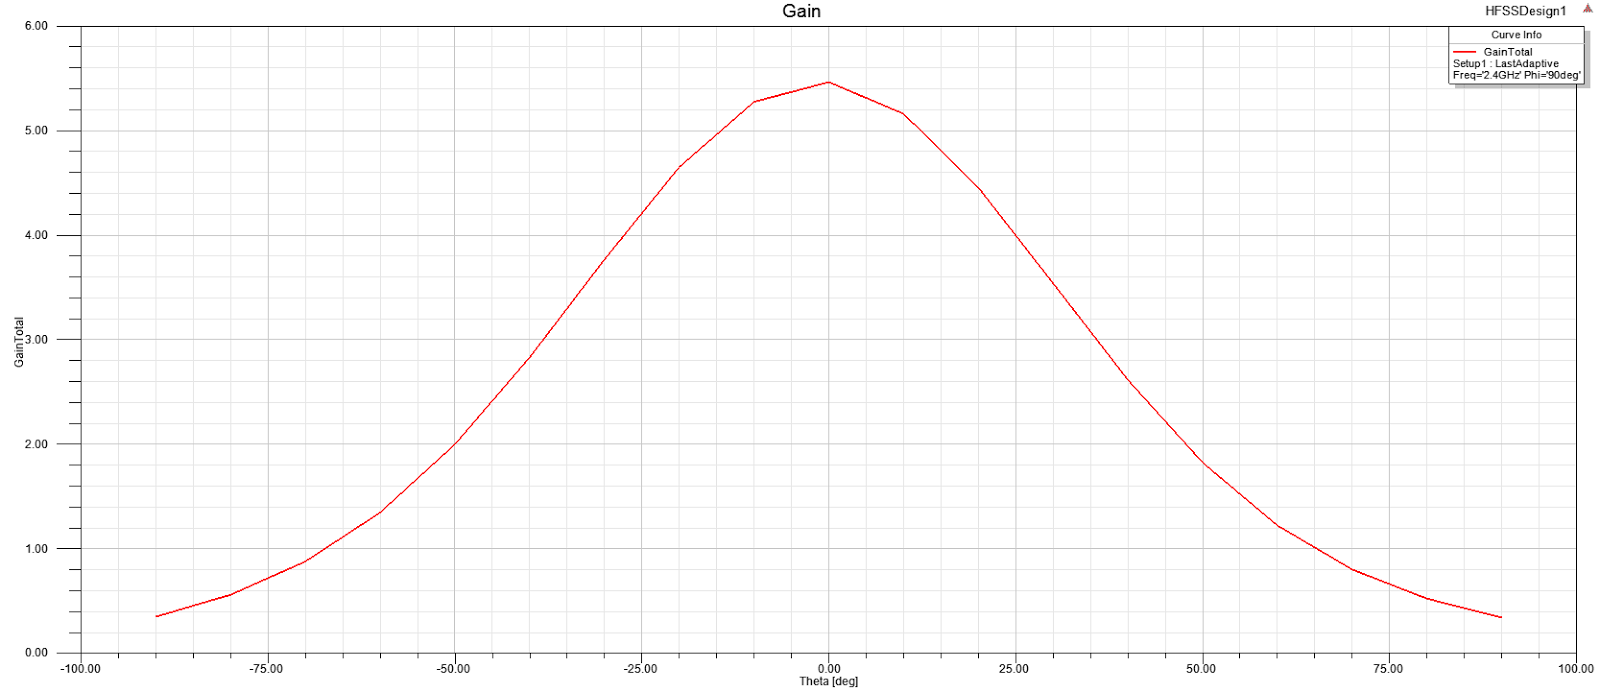 Gain
HFSSDesign1
Curve Info
GainTotal
Setup1 : LastAdaptive
Freq='2.4GHz' Phi='90deg'
6.00
5.00
4.00
3.00
2.00
1.00
0.00
GainTotal
-100.00 -75.00 -50.00 -25.00 0.00 25.00 50.00 75.00 100.00
Theta [deg]